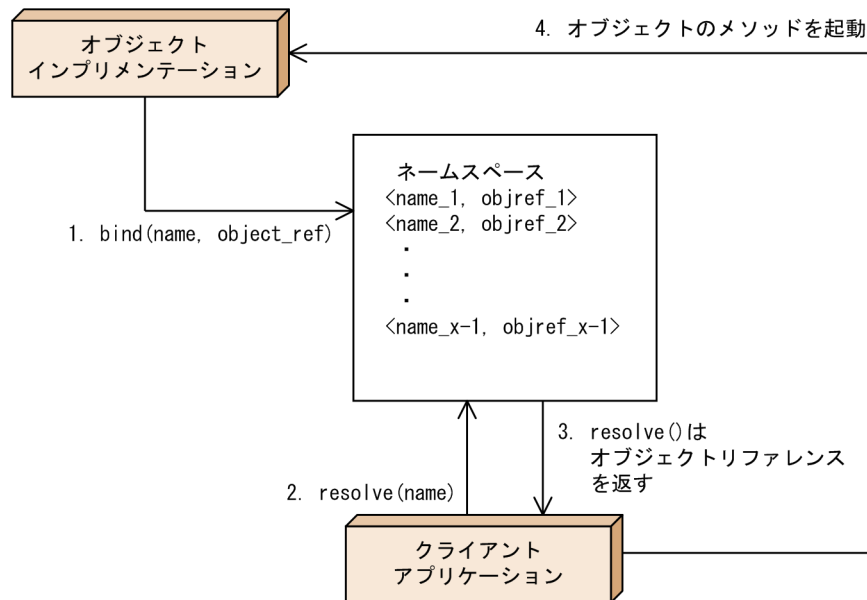 4. オブジェクトのメソッドを起動
オブジェクト
インプリメンテーション
ネームスペース
<name_1, objref_1>
<name_2, objref_2>
・
・
・
<name_x-1, objref_x-1>
1. bind(name, object_ref)
3. resolve()は
オブジェクトリファレンス
を返す
2. resolve(name)
クライアント
アプリケーション